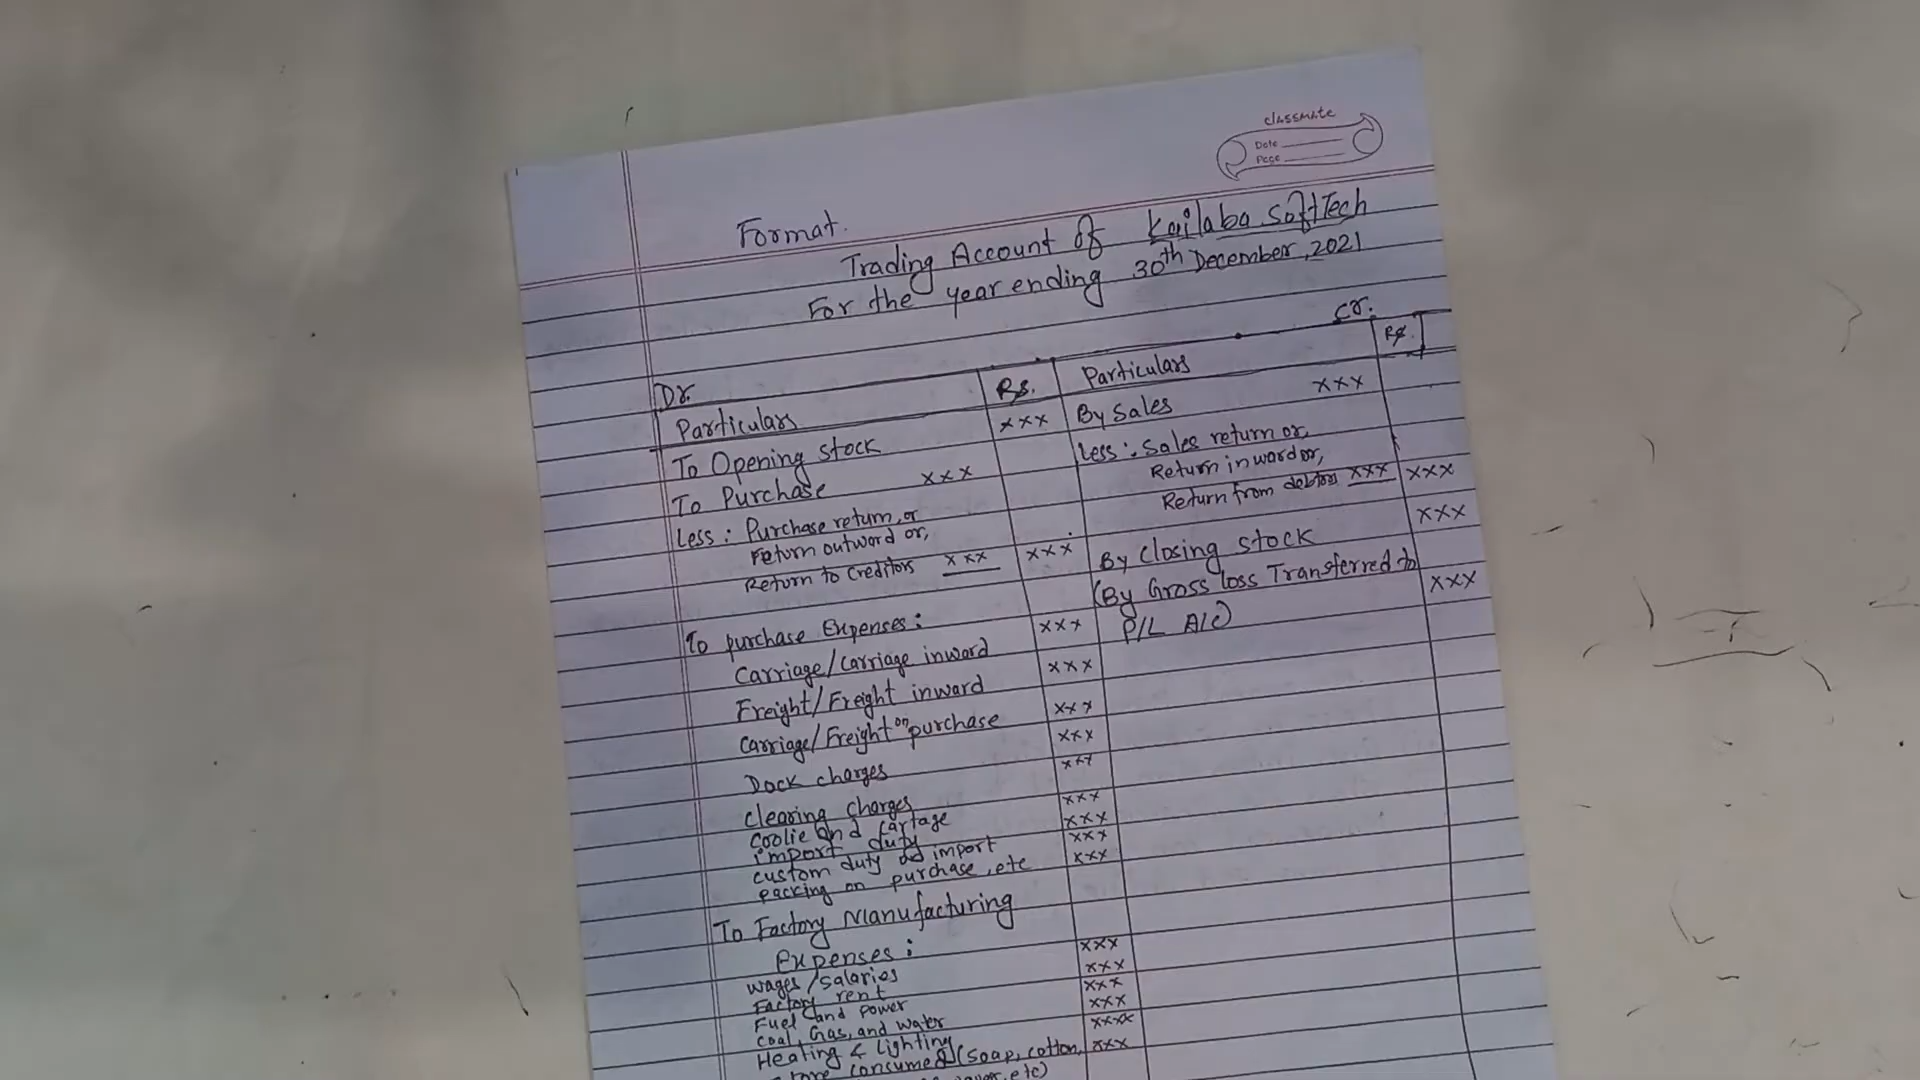 classmate
Date
Page
Format.
Trading Account of Kailaba SoftTech
For the year ending 30th December, 2021
Dr.
Cr.
Particulars Rs. Particulars Rs.
To Opening stock xxx By Sales xxx
To Purchase xxx Less: Sales return or,
Less: Purchase return, or Return inward or,
Return outward or, Return from debtors xxx xxx
Return to Creditors xxx xxx By Closing stock xxx
To purchase Expenses: (By Gross loss Transferred to xxx
Carriage/Carriage inward xxx P/L A/C)
Freight/Freight inward xxx
Carriage/Freight on purchase xxx
Dock charges xxx
clearing charges xxx
Coolie and Cartage xxx
import duty xxx
custom duty on import xxx
packing on purchase, etc xxx
To Factory Manufacturing
Expenses:
wages/salaries xxx
Factory rent xxx
Fuel and power xxx
Coal, Gas, and water xxx
Heating & Lighting xxxx
consumed (soap, cotton, xxx
etc)